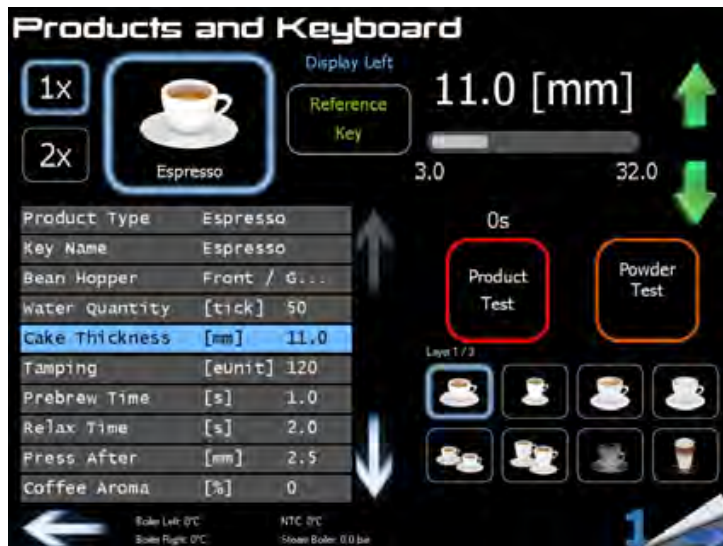 Products and Keyboard
1x
2x
Espresso
Display Left
Reference
Key
11.0 [mm]
3.0 32.0
Product Type Espresso
Key Name Espresso
Bean Hopper Front / G...
Water Quantity [tick] 50
Cake Thickness [mm] 11.0
Tamping [eUnit] 120
Prebrew Time [s] 1.0
Relax Time [s] 2.0
Press After [mm] 2.5
Coffee Aroma [%] 0
0s
Product
Test
Powder
Test
Layer 1 / 3
Boiler Left: 0°C NTC: 0°C
Boiler Right: 0°C Steam Boiler: 0.0 bar
1